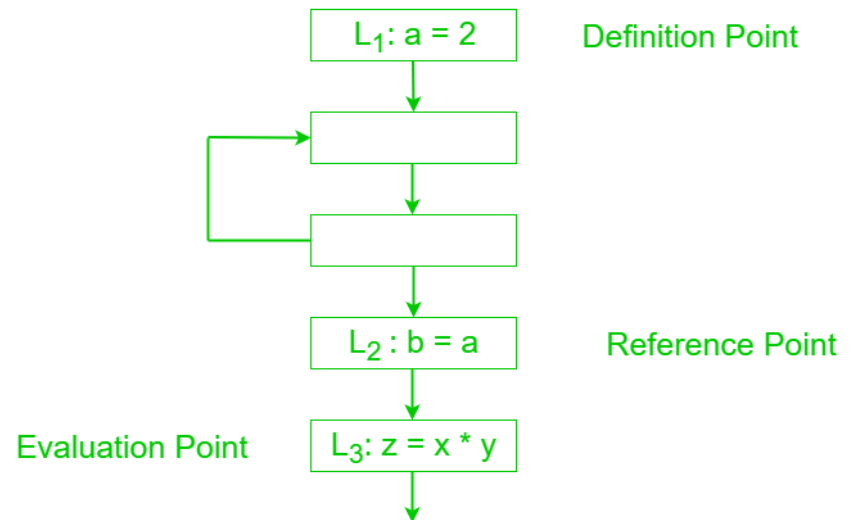 L₁: a = 2
Definition Point
L₂ : b = a
Reference Point
Evaluation Point
L₃: z = x * y